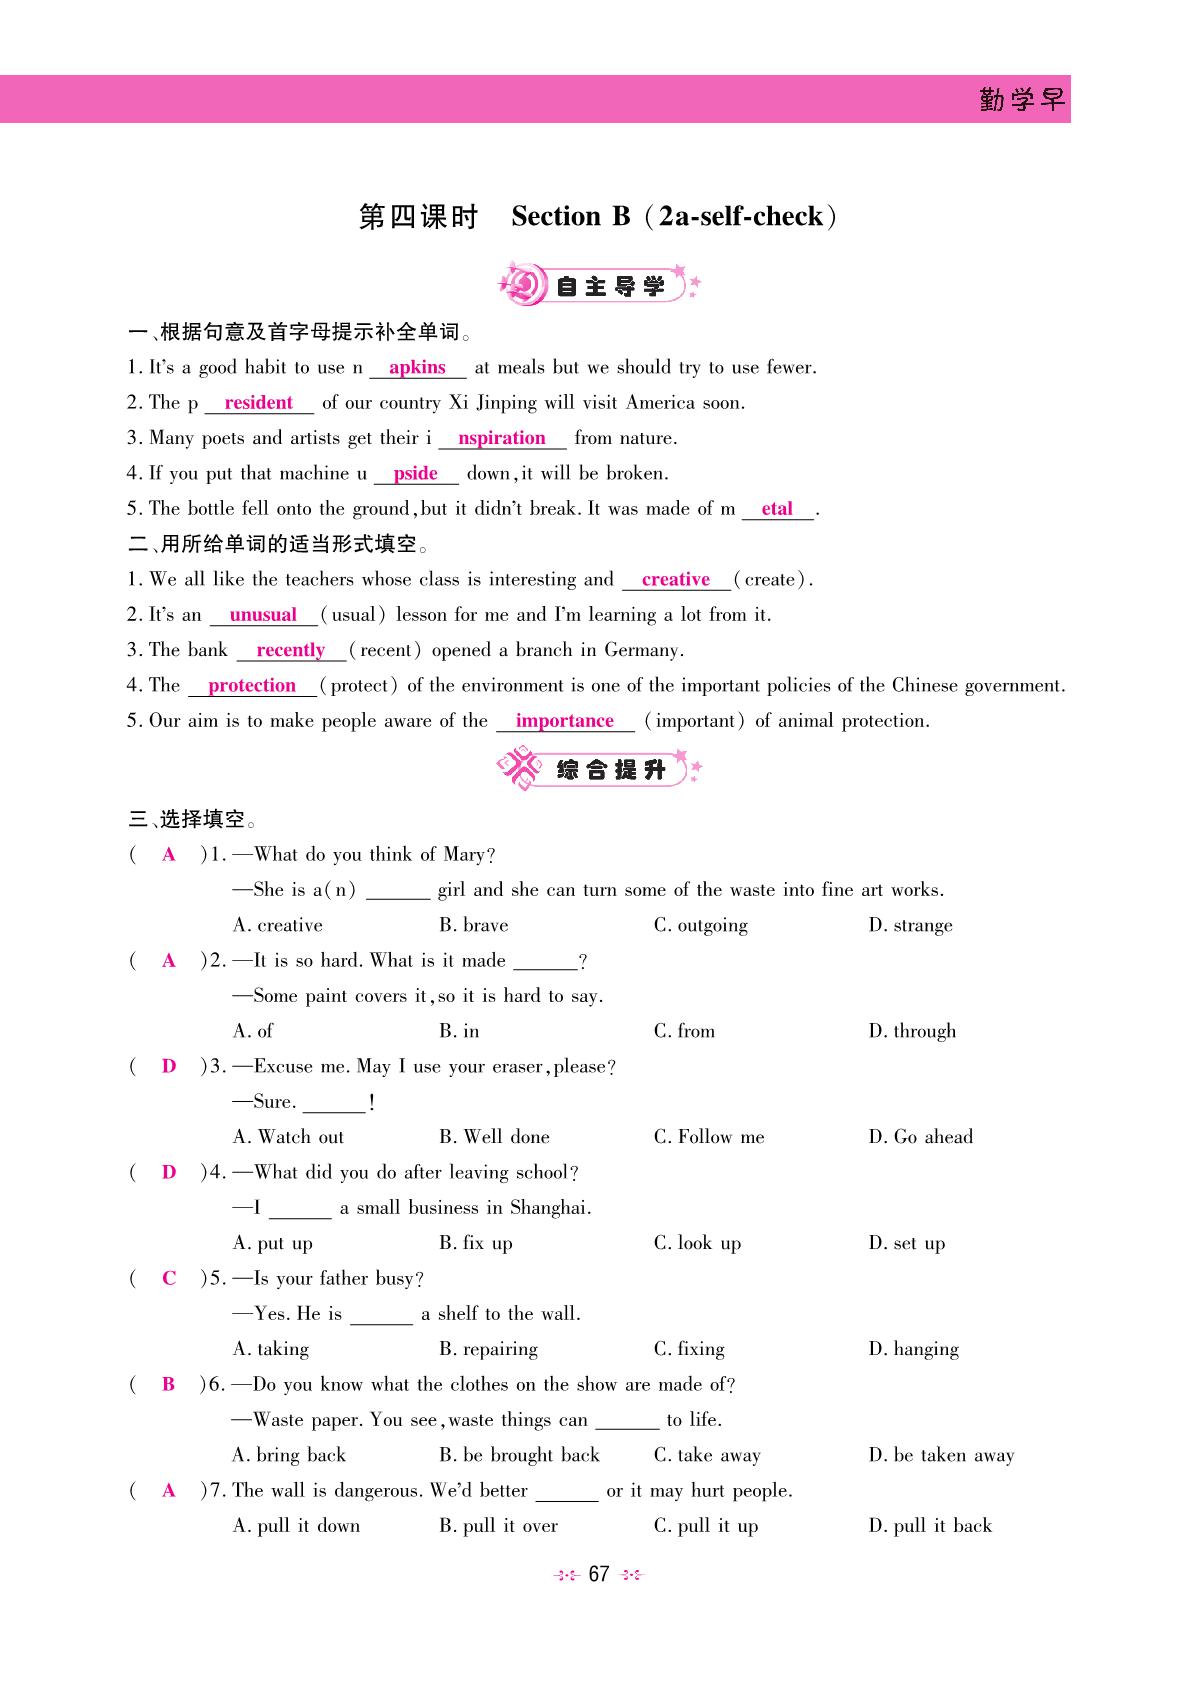 勤学早
第四课时 Section B（2a-self-check）
自主导学
一、根据句意及首字母提示补全单词。
1. It's a good habit to use n apkins at meals but we should try to use fewer.
2. The p resident of our country Xi Jinping will visit America soon.
3. Many poets and artists get their i nspiration from nature.
4. If you put that machine u pside down, it will be broken.
5. The bottle fell onto the ground, but it didn't break. It was made of m etal .
二、用所给单词的适当形式填空。
1. We all like the teachers whose class is interesting and creative (create).
2. It's an unusual (usual) lesson for me and I'm learning a lot from it.
3. The bank recently (recent) opened a branch in Germany.
4. The protection (protect) of the environment is one of the important policies of the Chinese government.
5. Our aim is to make people aware of the importance (important) of animal protection.
综合提升
三、选择填空。
( A )1. —What do you think of Mary?
—She is a(n) ______ girl and she can turn some of the waste into fine art works.
A. creative B. brave C. outgoing D. strange
( A )2. —It is so hard. What is it made ______?
—Some paint covers it, so it is hard to say.
A. of B. in C. from D. through
( D )3. —Excuse me. May I use your eraser, please?
—Sure. ______!
A. Watch out B. Well done C. Follow me D. Go ahead
( D )4. —What did you do after leaving school?
—I ______ a small business in Shanghai.
A. put up B. fix up C. look up D. set up
( C )5. —Is your father busy?
—Yes. He is ______ a shelf to the wall.
A. taking B. repairing C. fixing D. hanging
( B )6. —Do you know what the clothes on the show are made of?
—Waste paper. You see, waste things can ______ to life.
A. bring back B. be brought back C. take away D. be taken away
( A )7. The wall is dangerous. We'd better ______ or it may hurt people.
A. pull it down B. pull it over C. pull it up D. pull it back
67